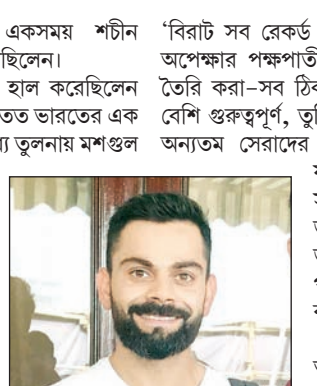 একসময় শচীন
ছিলেন।
হাল করেছিলেন
তত ভারতের এক
তুলনায় মশগুল
'বিরাট সব রেকর্ড
অপেক্ষার পক্ষপাতী
তৈরি করা–সব ঠিক
বেশি গুরুত্বপূর্ণ,
অন্যতম সেরাদের